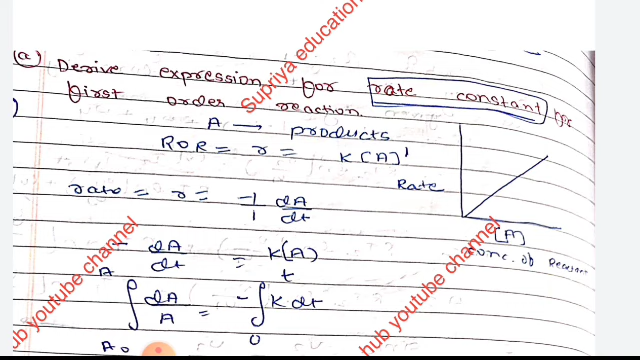 (a) Derive expression for rate constant for
first order reaction.
A → products
ROR = r = K[A]¹
rate = r = -1/1 dA/dt
Rate
[A]
conc. of
- dA/dt = K[A]
∫ A A₀ dA/A = - ∫ t 0 K dt
Supriya education
hub youtube channel
hub youtube channel